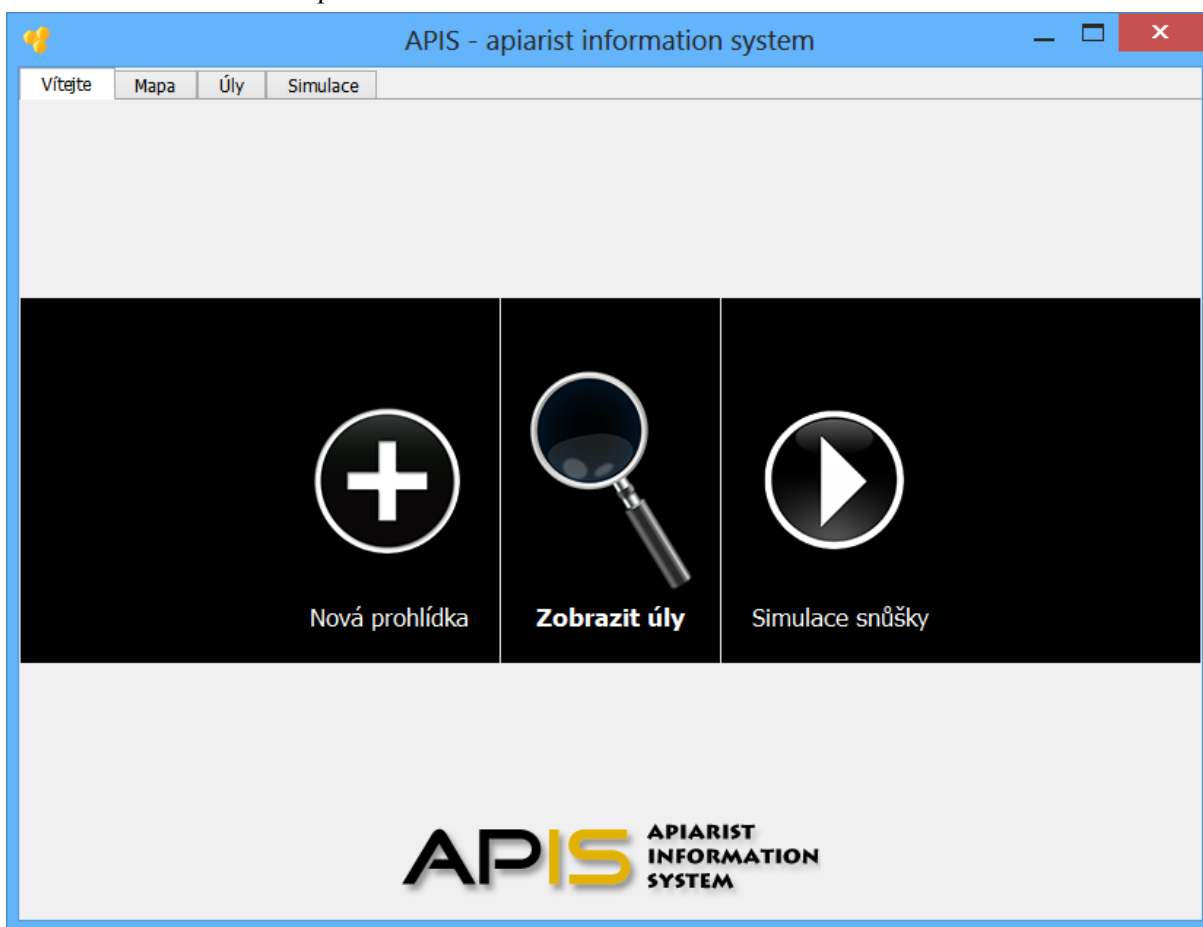 APIS - apiarist information system
Vítejte Mapa Úly Simulace
Nová prohlídka Zobrazit úly Simulace snůšky
APIS
APIARIST
INFORMATION
SYSTEM